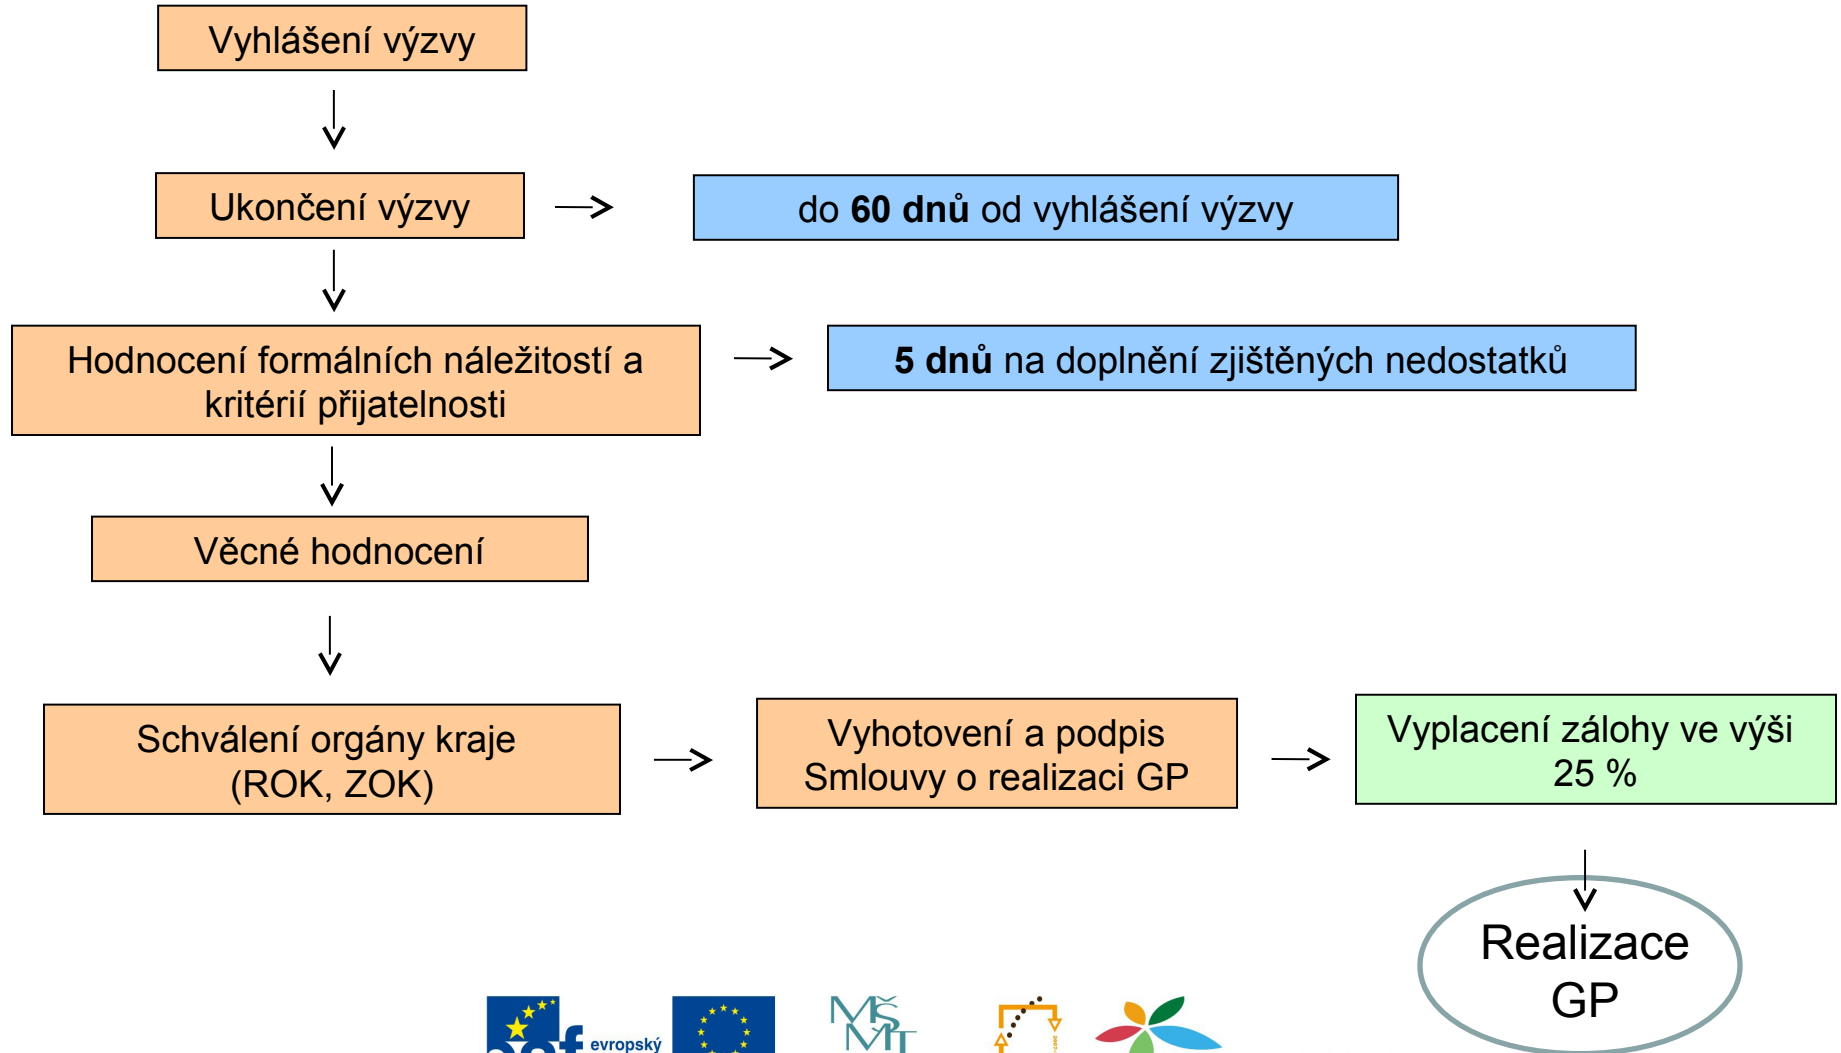 Vyhlášení výzvy
Ukončení výzvy
do 60 dnů od vyhlášení výzvy
Hodnocení formálních náležitostí a
kritérií přijatelnosti
5 dnů na doplnění zjištěných nedostatků
Věcné hodnocení
Schválení orgány kraje
(ROK, ZOK)
Vyhotovení a podpis
Smlouvy o realizaci GP
Vyplacení zálohy ve výši
25 %
Realizace
GP
evropský
MŠMT